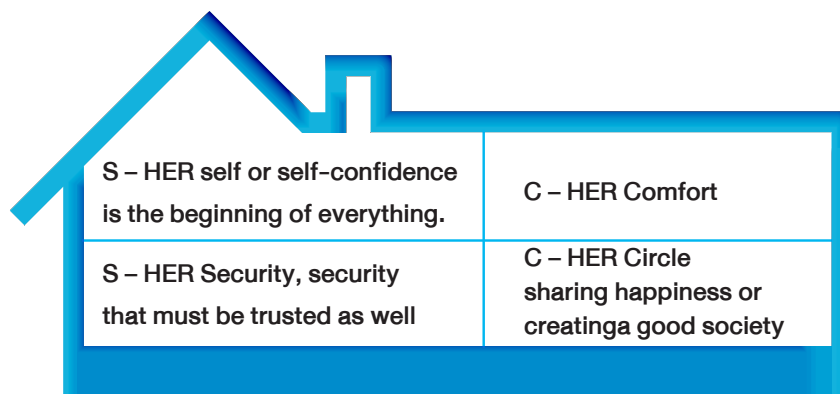 S – HER self or self-confidence
is the beginning of everything.
C – HER Comfort
S – HER Security, security
that must be trusted as well
C – HER Circle
sharing happiness or
creatinga good society